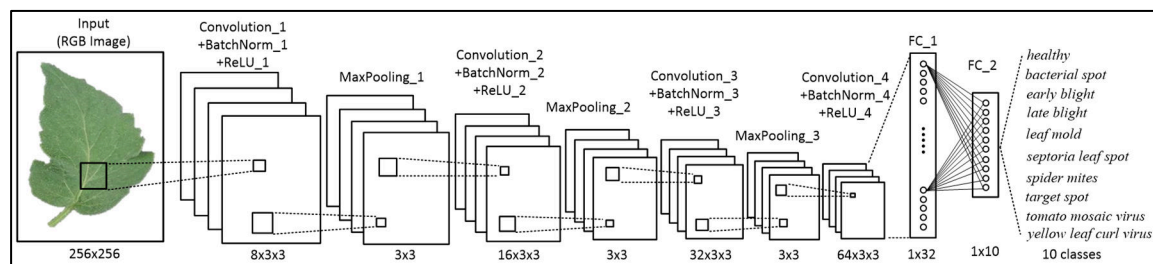 Input
(RGB Image)
Convolution_1
+BatchNorm_1
+ReLU_1
MaxPooling_1
Convolution_2
+BatchNorm_2
+ReLU_2
MaxPooling_2
Convolution_3
+BatchNorm_3
+ReLU_3
MaxPooling_3
Convolution_4
+BatchNorm_4
+ReLU_4
FC_1
FC_2
healthy
bacterial spot
early blight
late blight
leaf mold
septoria leaf spot
spider mites
target spot
tomato mosaic virus
yellow leaf curl virus
256x256
8x3x3
3x3
16x3x3
3x3
32x3x3
3x3
64x3x3
1x32
1x10
10 classes